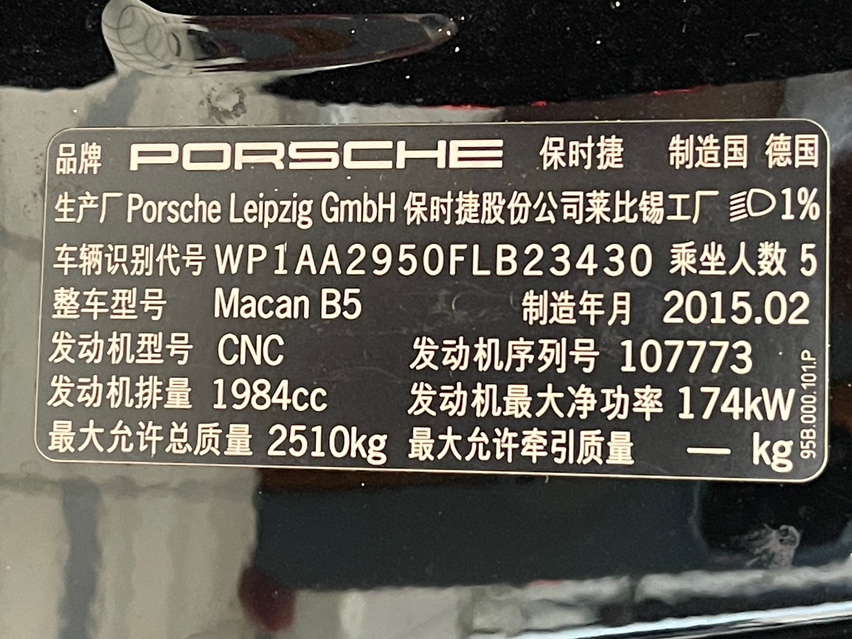 品牌 PORSCHE 保时捷 制造国 德国
生产厂 Porsche Leipzig GmbH 保时捷股份公司莱比锡工厂 1%
车辆识别代号 WP1AA2950FLB23430 乘坐人数 5
整车型号 Macan B5 制造年月 2015.02
发动机型号 CNC 发动机序列号 107773
发动机排量 1984cc 发动机最大净功率 174kW
最大允许总质量 2510kg 最大允许牵引质量 — kg
95B.000.101.P